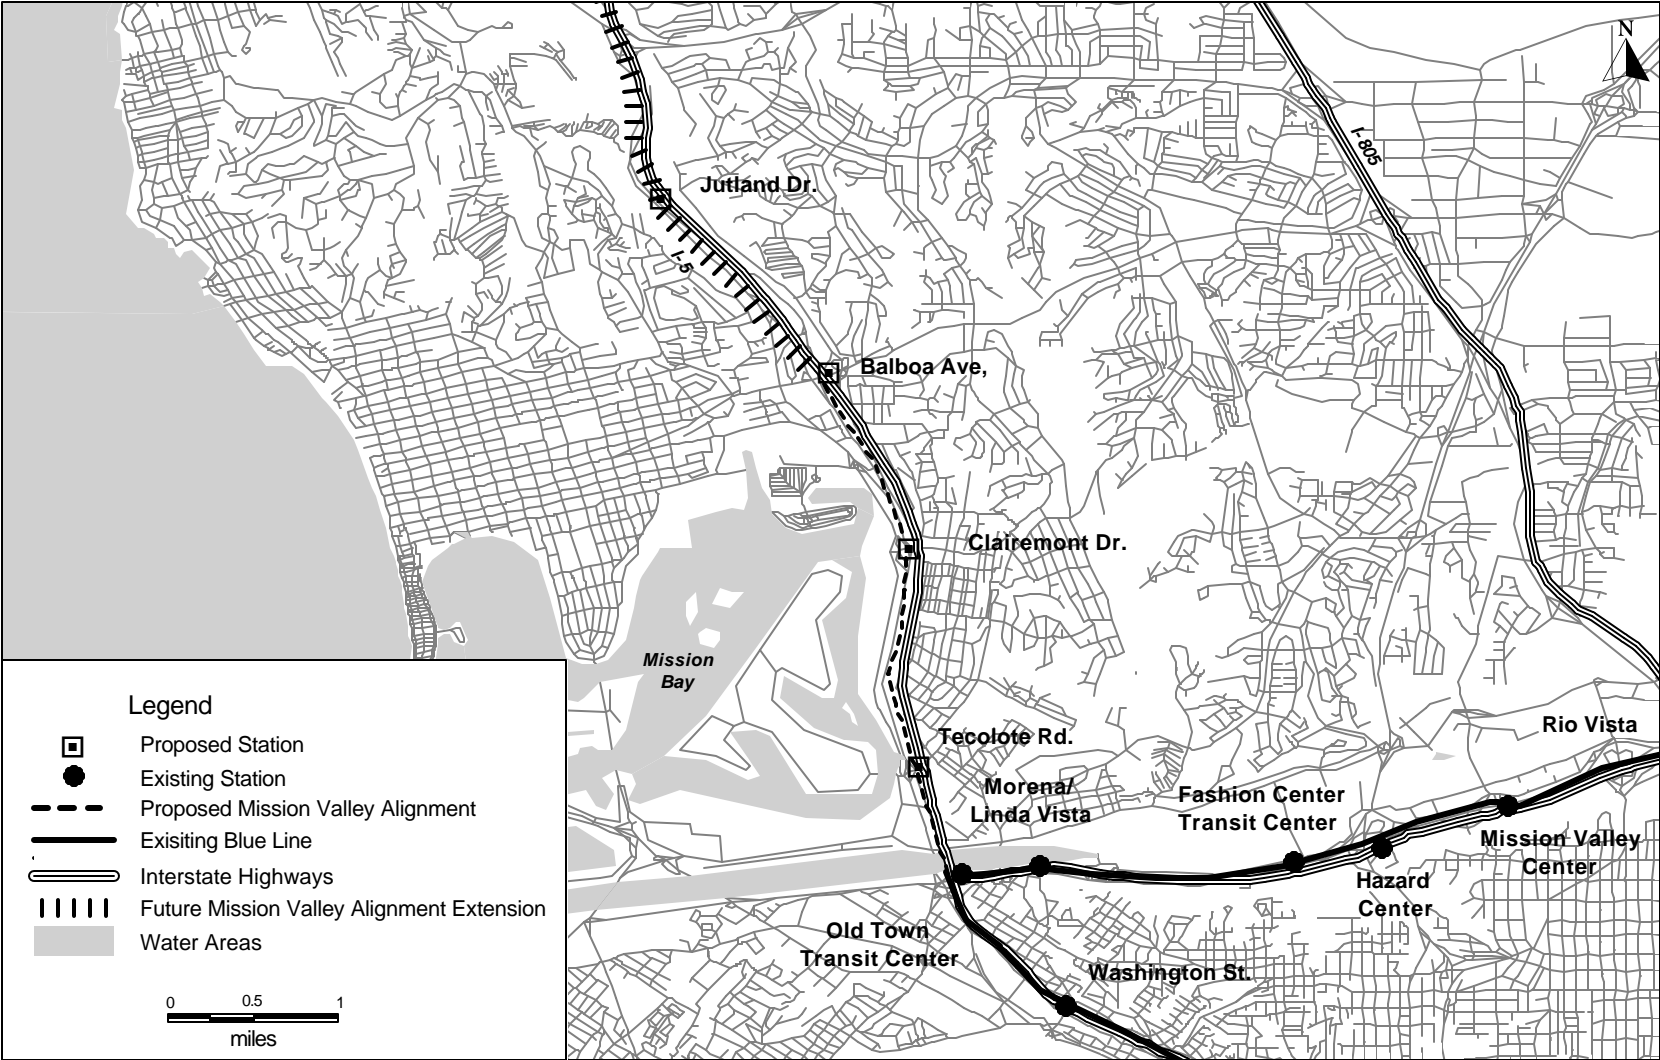 N
I-805
Jutland Dr.
I-5
Balboa Ave,
Clairemont Dr.
Mission
Bay
Tecolote Rd.
Rio Vista
Morena/
Linda Vista
Fashion Center
Transit Center
Mission Valley
Center
Hazard
Center
Old Town
Transit Center
Washington St.
Legend
Proposed Station
Existing Station
Proposed Mission Valley Alignment
Exisiting Blue Line
Interstate Highways
Future Mission Valley Alignment Extension
Water Areas
0 0.5 1
miles